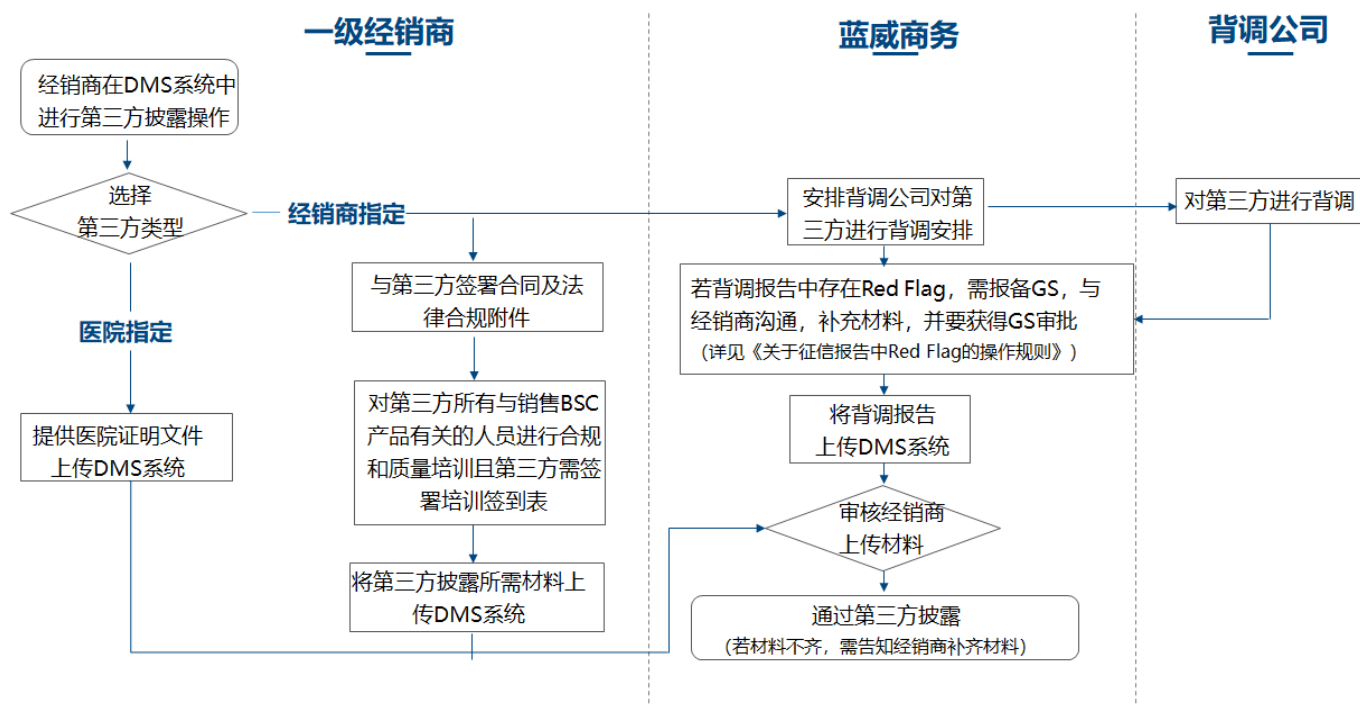 一级经销商
蓝威商务
背调公司
经销商在DMS系统中
进行第三方披露操作
选择
第三方类型
经销商指定
安排背调公司对第
三方进行背调安排
对第三方进行背调
与第三方签署合同及法
律合规附件
若背调报告中存在Red Flag，需报备GS，与
经销商沟通，补充材料，并要获得GS审批
（详见《关于征信报告中Red Flag的操作规则》）
医院指定
对第三方所有与销售BSC
产品有关的人员进行合规
和质量培训且第三方需签
署培训签到表
将背调报告
上传DMS系统
提供医院证明文件
上传DMS系统
审核经销商
上传材料
将第三方披露所需材料上
传DMS系统
通过第三方披露
（若材料不齐，需告知经销商补齐材料）